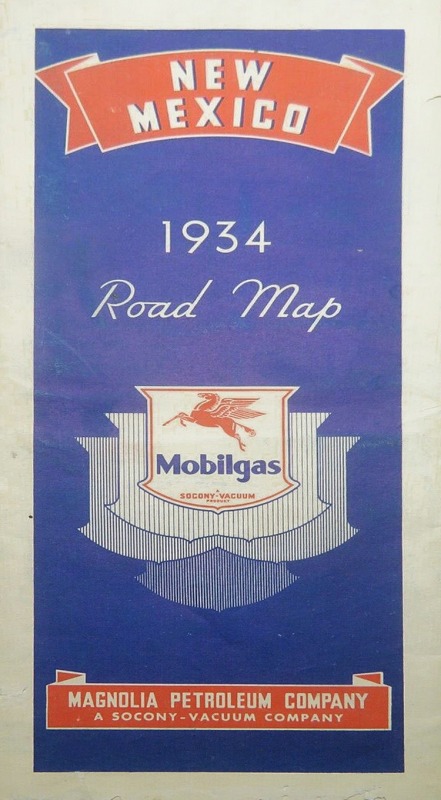 NEW
MEXICO
1934
Road Map
Mobilgas
A
SOCONY-VACUUM
PRODUCT
MAGNOLIA PETROLEUM COMPANY
A SOCONY-VACUUM COMPANY